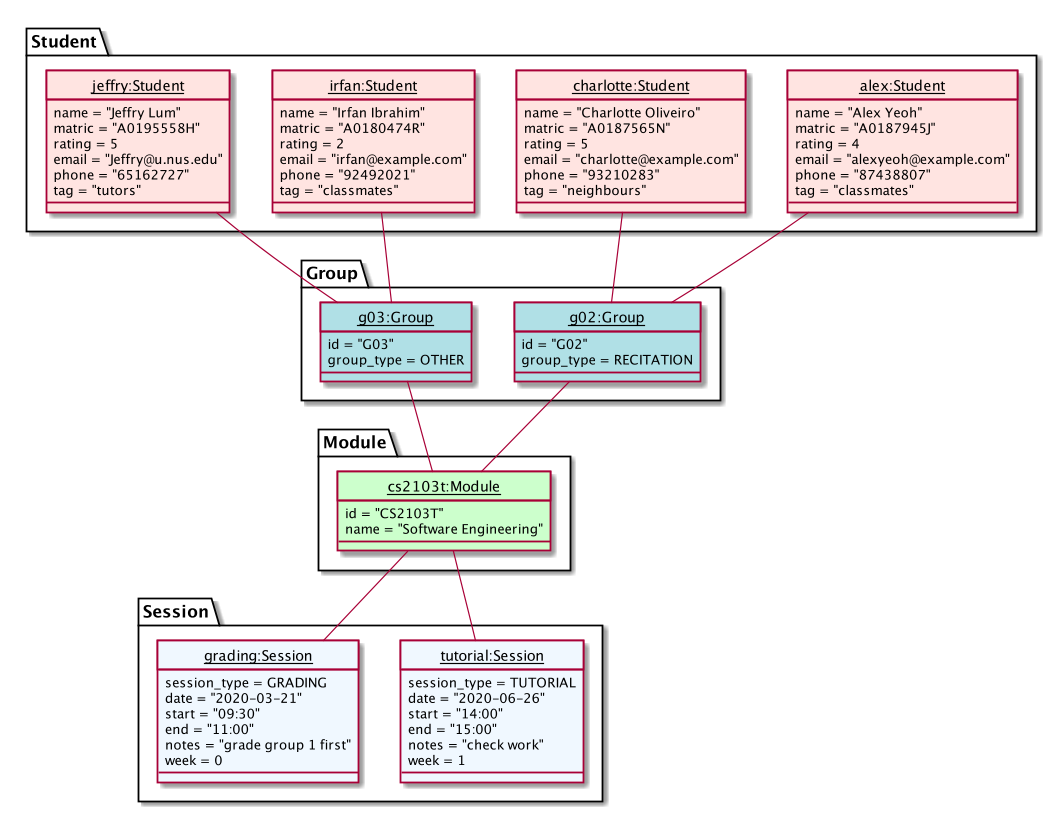 Student
jeffry:Student
name = "Jeffry Lum"
matric = "A0195558H"
rating = 5
email = "Jeffry@u.nus.edu"
phone = "65162727"
tag = "tutors"
irfan:Student
name = "Irfan Ibrahim"
matric = "A0180474R"
rating = 2
email = "irfan@example.com"
phone = "92492021"
tag = "classmates"
charlotte:Student
name = "Charlotte Oliveiro"
matric = "A0187565N"
rating = 5
email = "charlotte@example.com"
phone = "93210283"
tag = "neighbours"
alex:Student
name = "Alex Yeoh"
matric = "A0187945J"
rating = 4
email = "alexyeoh@example.com"
phone = "87438807"
tag = "classmates"
Group
g03:Group
id = "G03"
group_type = OTHER
g02:Group
id = "G02"
group_type = RECITATION
Module
cs2103t:Module
id = "CS2103T"
name = "Software Engineering"
Session
grading:Session
session_type = GRADING
date = "2020-03-21"
start = "09:30"
end = "11:00"
notes = "grade group 1 first"
week = 0
tutorial:Session
session_type = TUTORIAL
date = "2020-06-26"
start = "14:00"
end = "15:00"
notes = "check work"
week = 1